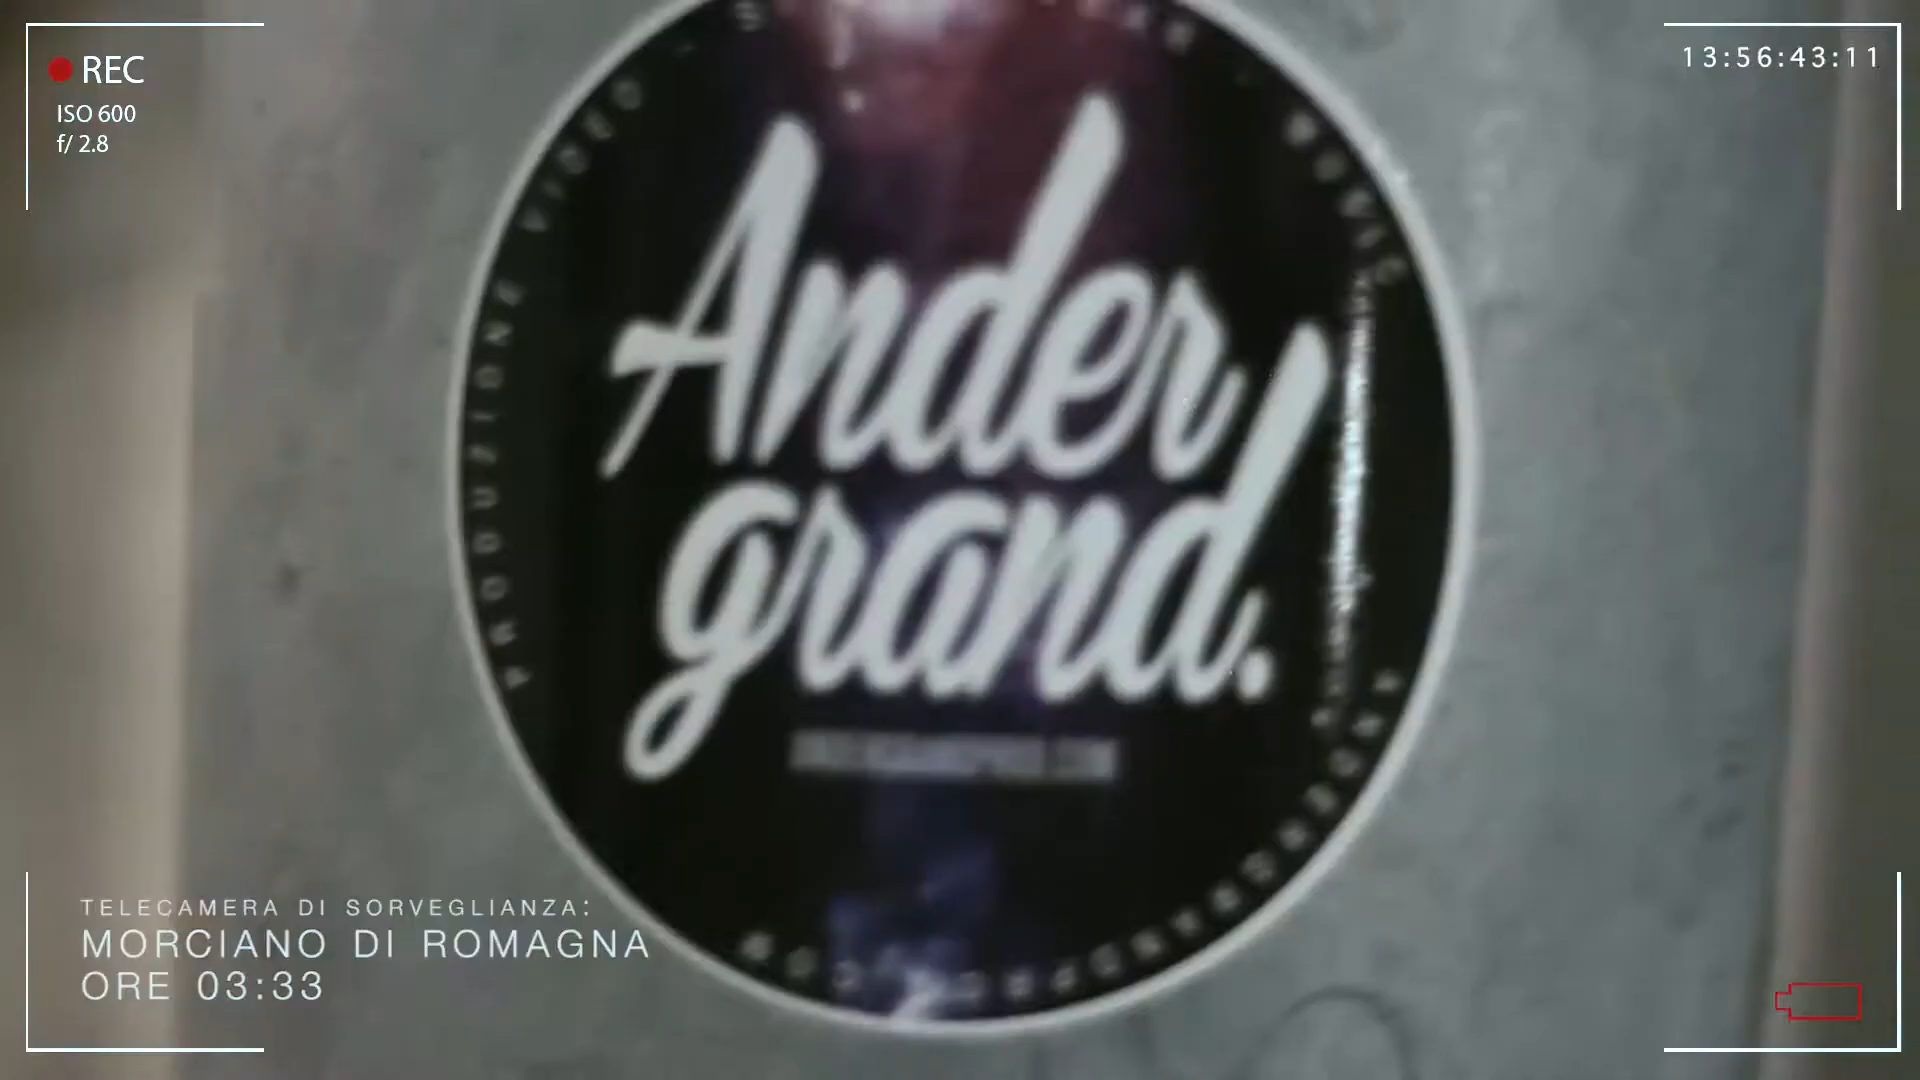 REC
ISO 600
f/ 2.8
13:56:43:11
PRODUZIONE VIDEO
MUSIC
Ander
grand.
TELECAMERA DI SORVEGLIANZA:
MORCIANO DI ROMAGNA
ORE 03:33